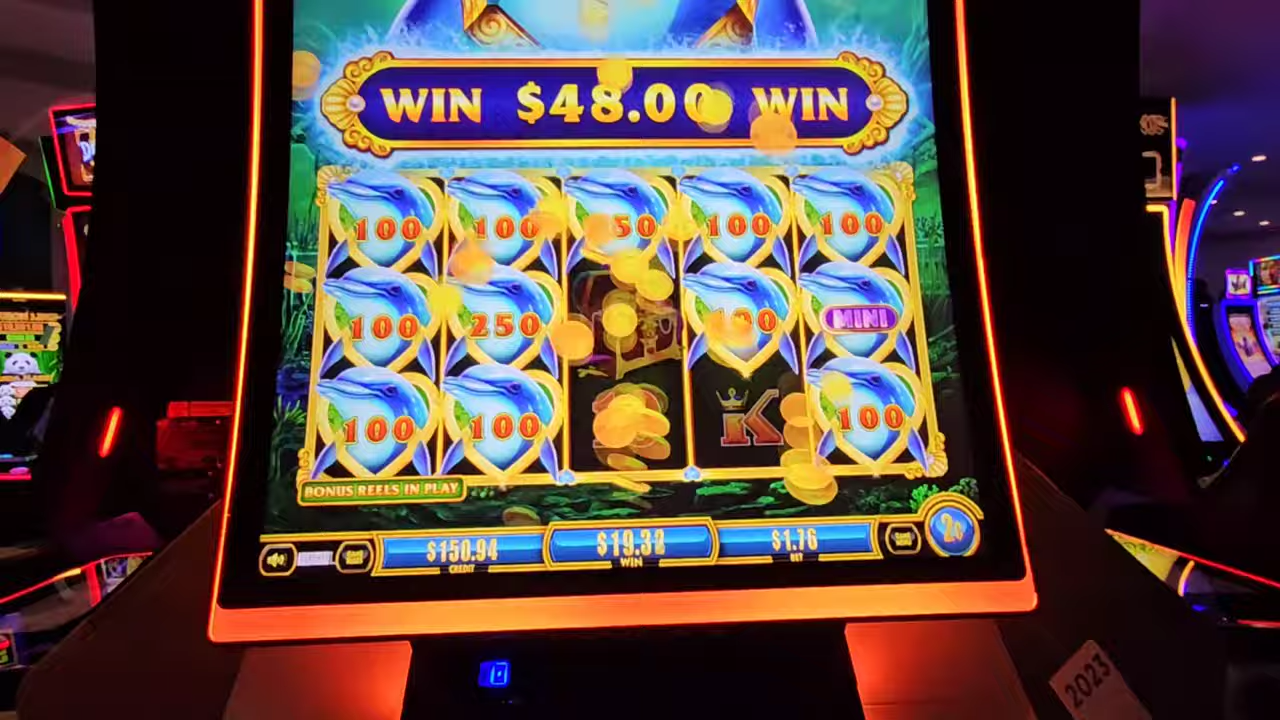 WIN $48.00 WIN
100 100 50 100 100
100 250 100 MINI
100 100 K 100
BONUS REELS IN PLAY
$150.94 $19.32 $1.76 2¢
CREDIT WIN BET
2023